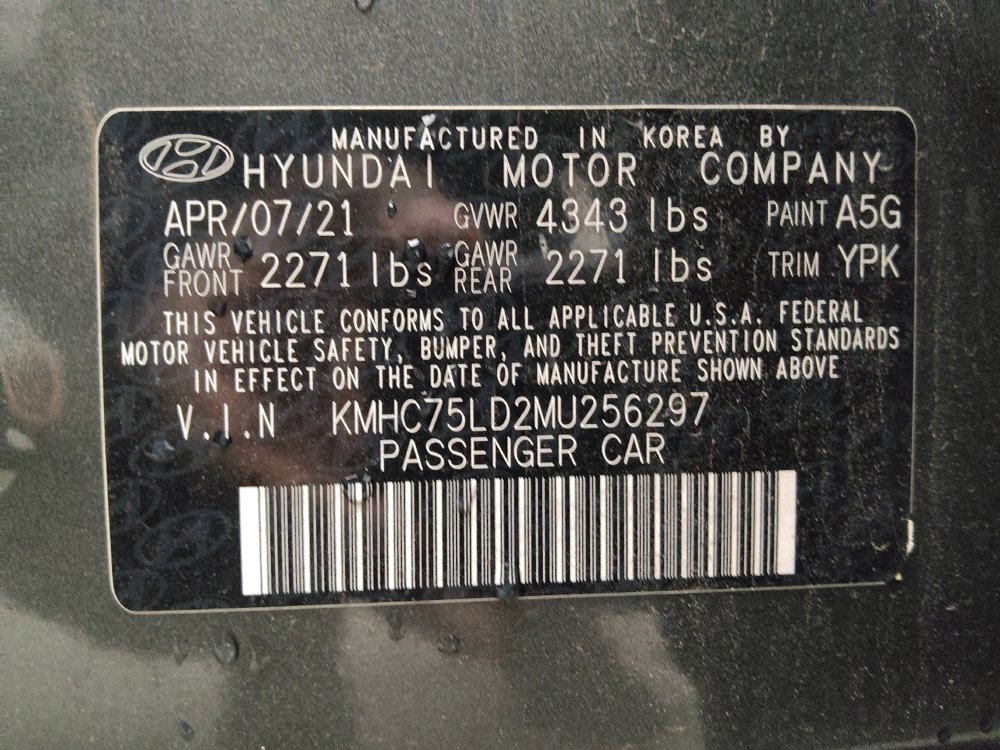 MANUFACTURED IN KOREA BY
HYUNDAI MOTOR COMPANY
APR/07/21 GVWR 4343 lbs PAINT A5G
GAWR FRONT 2271 lbs GAWR REAR 2271 lbs TRIM YPK
THIS VEHICLE CONFORMS TO ALL APPLICABLE U.S.A. FEDERAL
MOTOR VEHICLE SAFETY, BUMPER, AND THEFT PREVENTION STANDARDS
IN EFFECT ON THE DATE OF MANUFACTURE SHOWN ABOVE
V.I.N KMHC75LD2MU256297
PASSENGER CAR